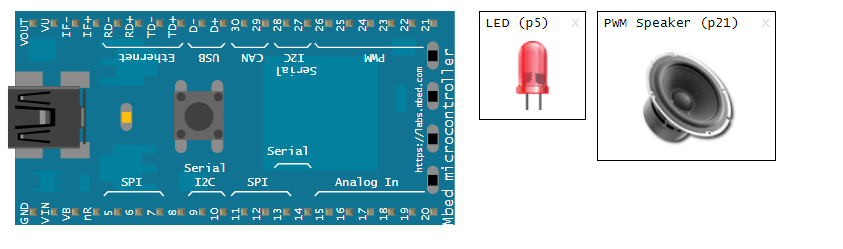 VOUT VU IF- IF+ RD- RD+ TD- TD+ D- D+ 30 29 28 27 26 25 24 23 22 21
Ethernet USB CAN I2C PWM
Serial
https://labs.mbed.com
Mbed microcontroller
Serial
Serial
SPI I2C SPI Analog In
GND VIN VB nR 5 6 7 8 9 10 11 12 13 14 15 16 17 18 19 20
LED (p5) x
PWM Speaker (p21) x